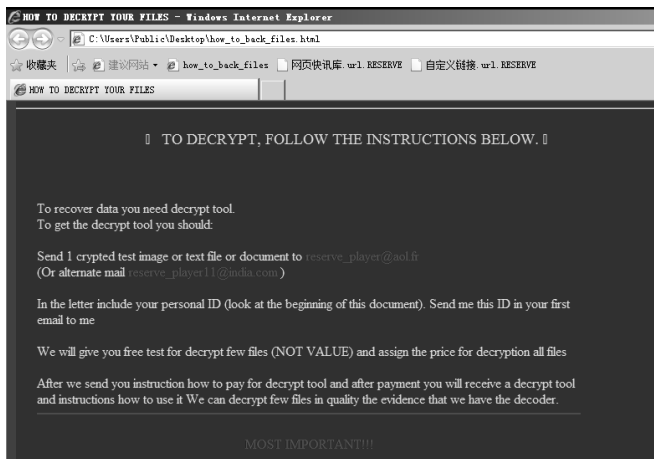 HOW TO DECRYPT YOUR FILES - Windows Internet Explorer
C:\Users\Public\Desktop\how_to_back_files.html
收藏夹 建议网站 how_to_back_files 网页快讯库.url.RESERVE 自定义链接.url.RESERVE
HOW TO DECRYPT YOUR FILES
TO DECRYPT, FOLLOW THE INSTRUCTIONS BELOW.
To recover data you need decrypt tool.
To get the decrypt tool you should:
Send 1 crypted test image or text file or document to reserve_player@aol.fr
(Or alternate mail reserve_player11@india.com )
In the letter include your personal ID (look at the beginning of this document). Send me this ID in your first
email to me
We will give you free test for decrypt few files (NOT VALUE) and assign the price for decryption all files
After we send you instruction how to pay for decrypt tool and after payment you will receive a decrypt tool
and instructions how to use it We can decrypt few files in quality the evidence that we have the decoder.
MOST IMPORTANT!!!